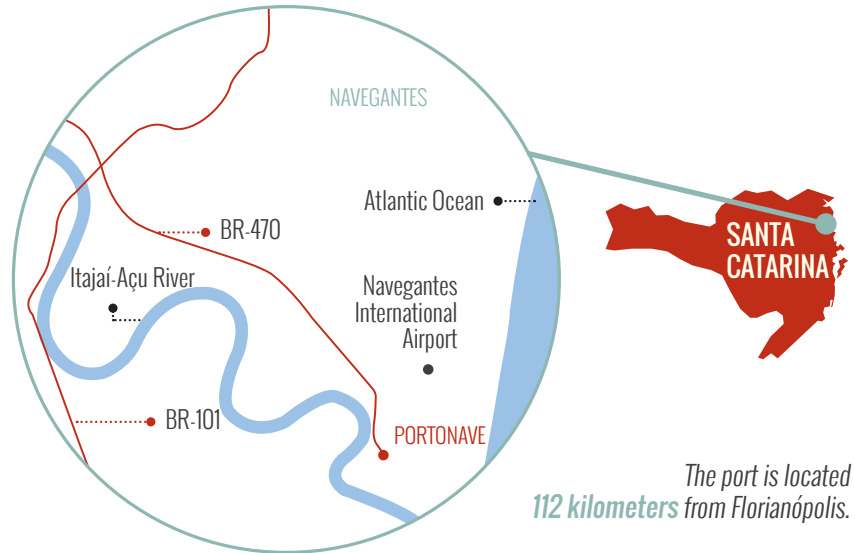 NAVEGANTES
Atlantic Ocean
BR-470
SANTA
CATARINA
Itajaí-Açu River
Navegantes
International
Airport
BR-101
PORTONAVE
The port is located
112 kilometers from Florianópolis.